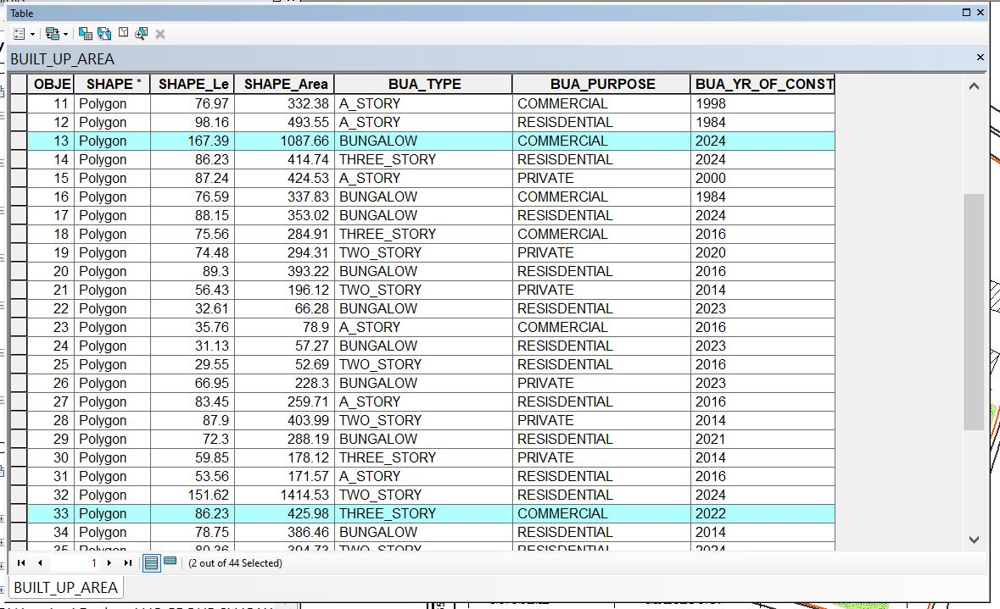 Table
BUILT_UP_AREA
OBJE SHAPE * SHAPE_Le SHAPE_Area BUA_TYPE BUA_PURPOSE BUA_YR_OF_CONST
11 Polygon 76.97 332.38 A_STORY COMMERCIAL 1998
12 Polygon 98.16 493.55 A_STORY RESISDENTIAL 1984
13 Polygon 167.39 1087.66 BUNGALOW COMMERCIAL 2024
14 Polygon 86.23 414.74 THREE_STORY RESISDENTIAL 2024
15 Polygon 87.24 424.53 A_STORY PRIVATE 2000
16 Polygon 76.59 337.83 BUNGALOW COMMERCIAL 1984
17 Polygon 88.15 353.02 BUNGALOW RESISDENTIAL 2024
18 Polygon 75.56 284.91 THREE_STORY COMMERCIAL 2016
19 Polygon 74.48 294.31 TWO_STORY PRIVATE 2020
20 Polygon 89.3 393.22 BUNGALOW RESISDENTIAL 2016
21 Polygon 56.43 196.12 TWO_STORY PRIVATE 2014
22 Polygon 32.61 66.28 BUNGALOW RESISDENTIAL 2023
23 Polygon 35.76 78.9 A_STORY COMMERCIAL 2016
24 Polygon 31.13 57.27 BUNGALOW RESISDENTIAL 2023
25 Polygon 29.55 52.69 TWO_STORY RESISDENTIAL 2016
26 Polygon 66.95 228.3 BUNGALOW PRIVATE 2023
27 Polygon 83.45 259.71 A_STORY RESISDENTIAL 2016
28 Polygon 87.9 403.99 TWO_STORY PRIVATE 2014
29 Polygon 72.3 288.19 BUNGALOW RESISDENTIAL 2021
30 Polygon 59.85 178.12 THREE_STORY PRIVATE 2014
31 Polygon 53.56 171.57 A_STORY RESISDENTIAL 2016
32 Polygon 151.62 1414.53 TWO_STORY RESISDENTIAL 2024
33 Polygon 86.23 425.98 THREE_STORY COMMERCIAL 2022
34 Polygon 78.75 386.46 BUNGALOW RESISDENTIAL 2014
35 Polygon TWO_STORY RESISDENTIAL 2024
1 (2 out of 44 Selected)
BUILT_UP_AREA